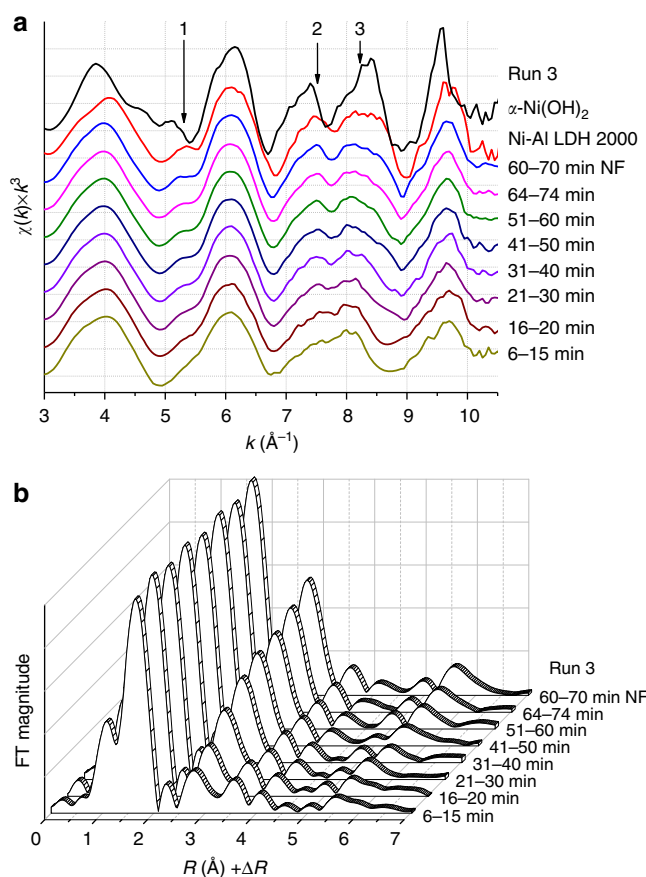 a
1 2 3
Run 3
α-Ni(OH)2
Ni-Al LDH 2000
60–70 min NF
64–74 min
51–60 min
41–50 min
31–40 min
21–30 min
16–20 min
6–15 min
χ(k)×k³
3 4 5 6 7 8 9 10
k (Å⁻¹)
b
FT magnitude
Run 3
60–70 min NF
64–74 min
51–60 min
41–50 min
31–40 min
21–30 min
16–20 min
6–15 min
0 1 2 3 4 5 6 7
R (Å) +ΔR